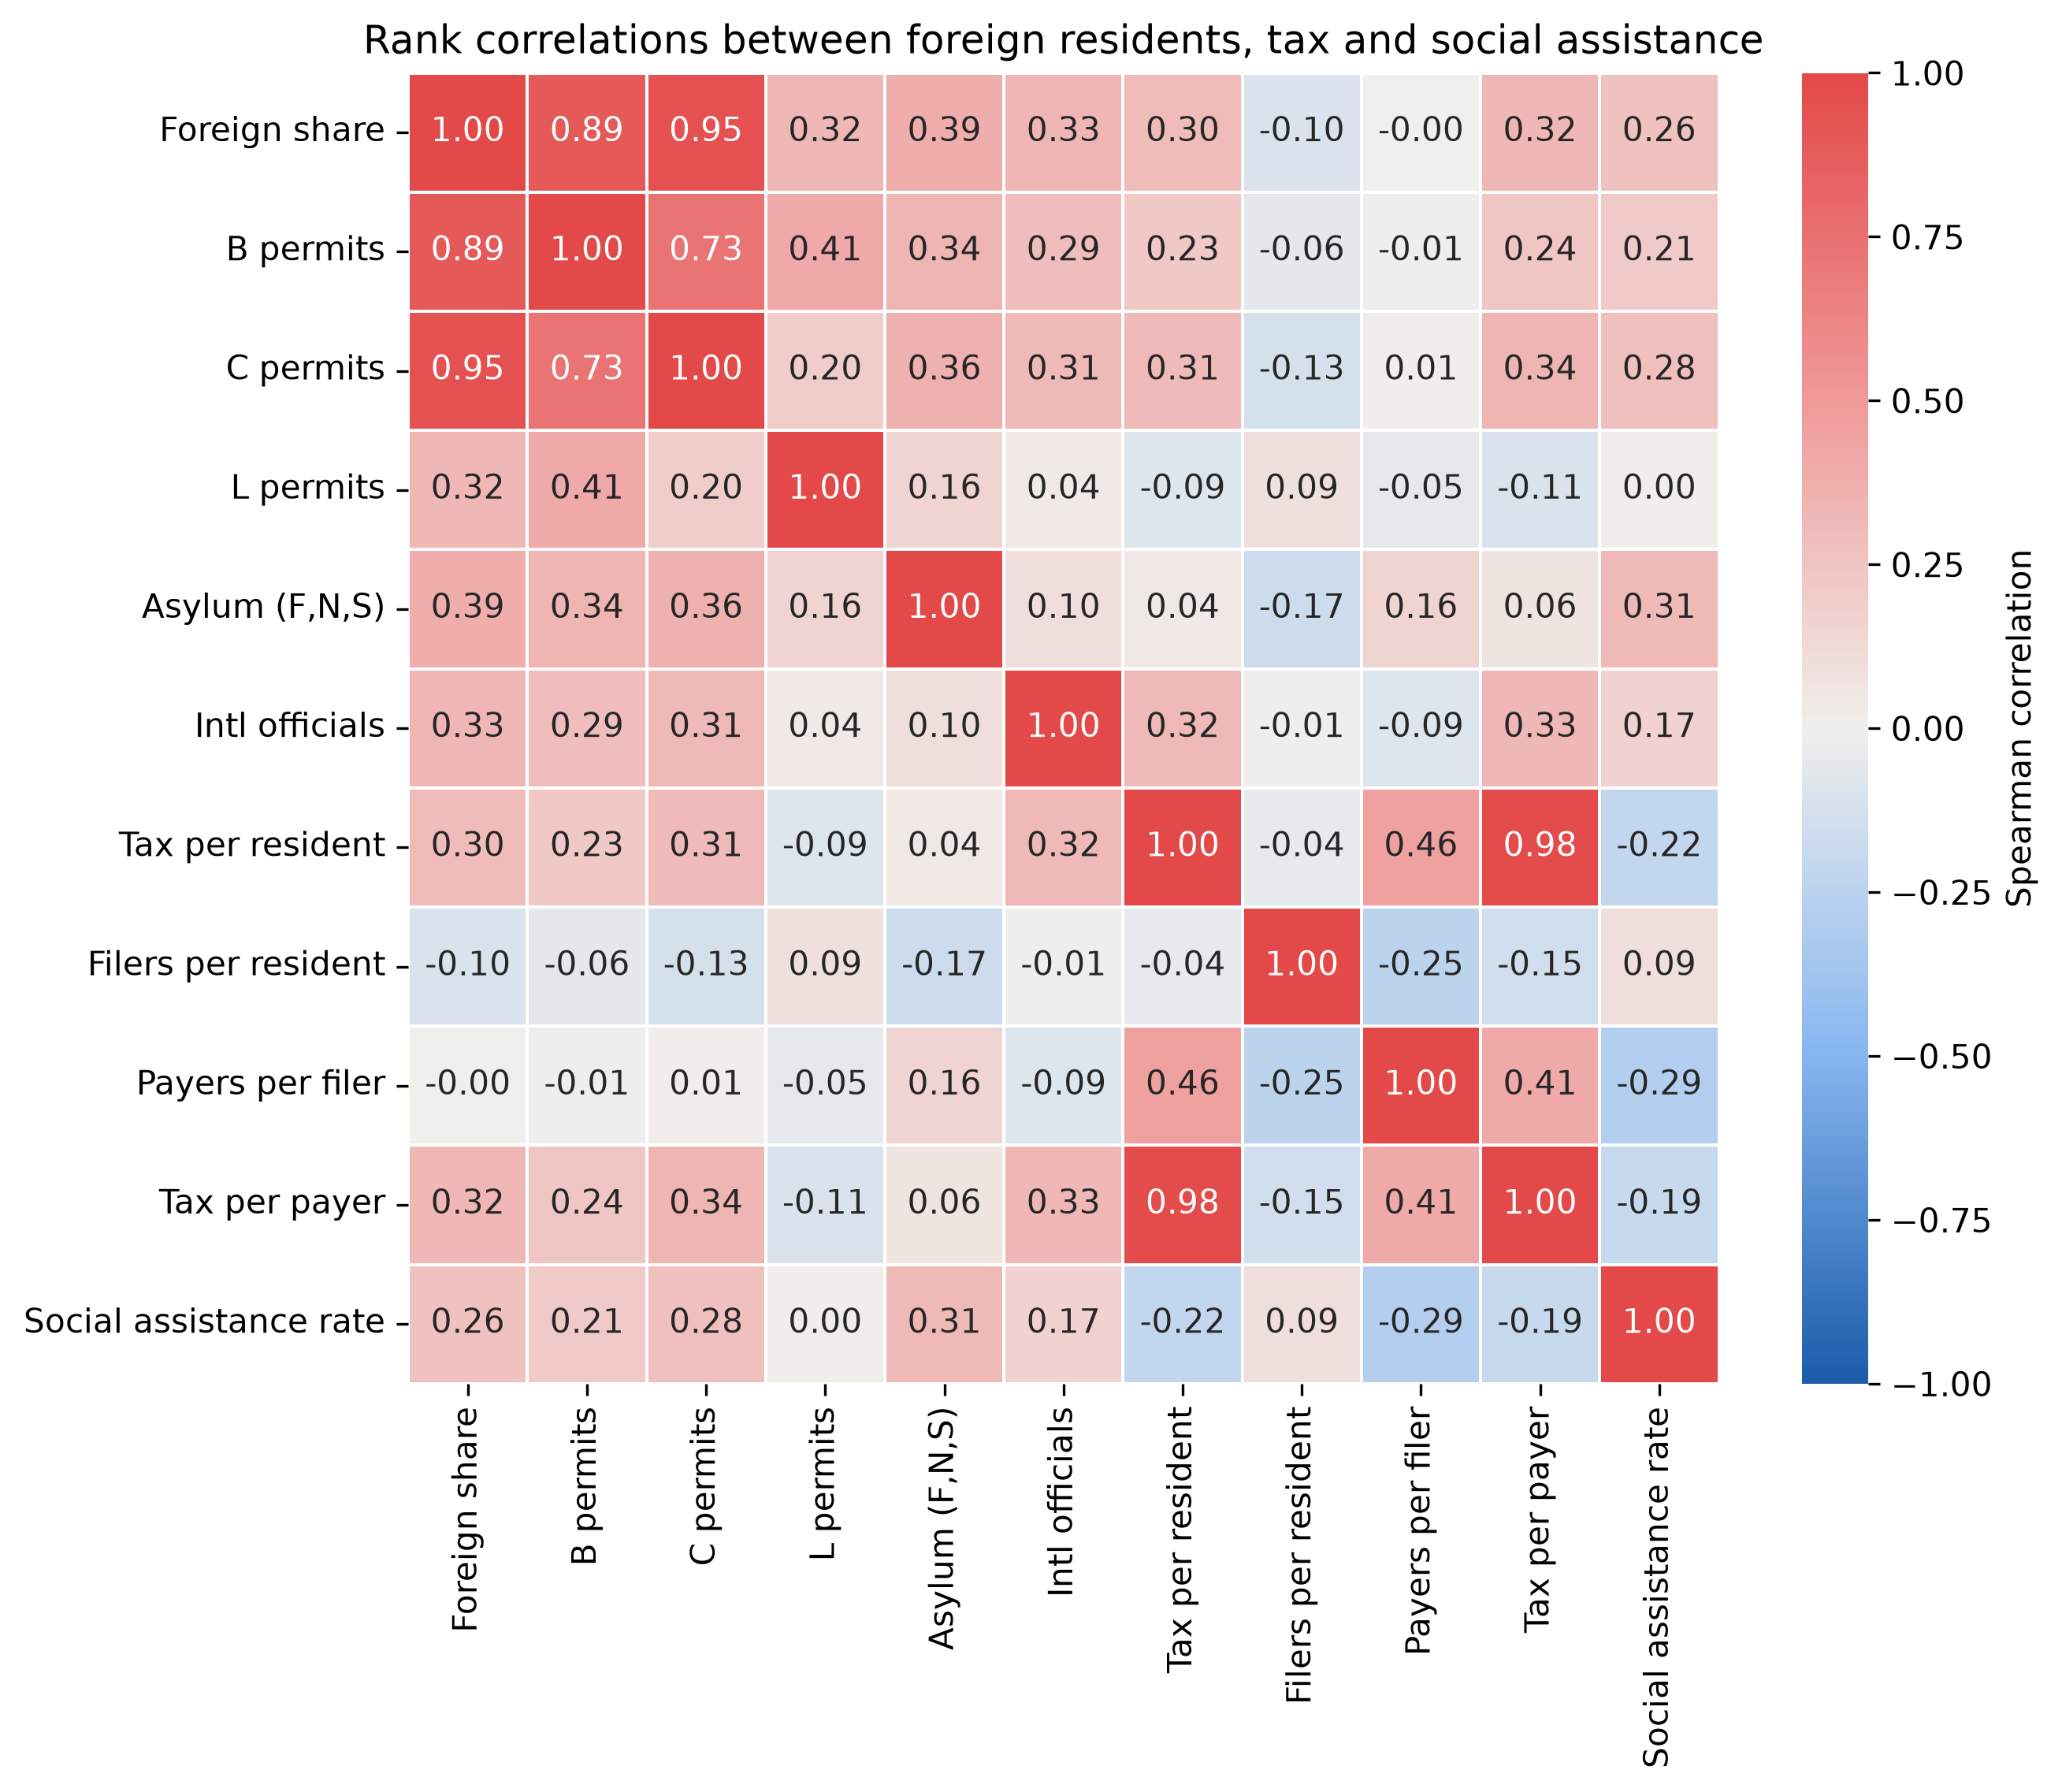 Rank correlations between foreign residents, tax and social assistance
Foreign share 1.00 0.89 0.95 0.32 0.39 0.33 0.30 -0.10 -0.00 0.32 0.26
B permits 0.89 1.00 0.73 0.41 0.34 0.29 0.23 -0.06 -0.01 0.24 0.21
C permits 0.95 0.73 1.00 0.20 0.36 0.31 0.31 -0.13 0.01 0.34 0.28
L permits 0.32 0.41 0.20 1.00 0.16 0.04 -0.09 0.09 -0.05 -0.11 0.00
Asylum (F,N,S) 0.39 0.34 0.36 0.16 1.00 0.10 0.04 -0.17 0.16 0.06 0.31
Intl officials 0.33 0.29 0.31 0.04 0.10 1.00 0.32 -0.01 -0.09 0.33 0.17
Tax per resident 0.30 0.23 0.31 -0.09 0.04 0.32 1.00 -0.04 0.46 0.98 -0.22
Filers per resident -0.10 -0.06 -0.13 0.09 -0.17 -0.01 -0.04 1.00 -0.25 -0.15 0.09
Payers per filer -0.00 -0.01 0.01 -0.05 0.16 -0.09 0.46 -0.25 1.00 0.41 -0.29
Tax per payer 0.32 0.24 0.34 -0.11 0.06 0.33 0.98 -0.15 0.41 1.00 -0.19
Social assistance rate 0.26 0.21 0.28 0.00 0.31 0.17 -0.22 0.09 -0.29 -0.19 1.00
Foreign share
B permits
C permits
L permits
Asylum (F,N,S)
Intl officials
Tax per resident
Filers per resident
Payers per filer
Tax per payer
Social assistance rate
1.00
0.75
0.50
0.25
0.00
−0.25
−0.50
−0.75
−1.00
Spearman correlation